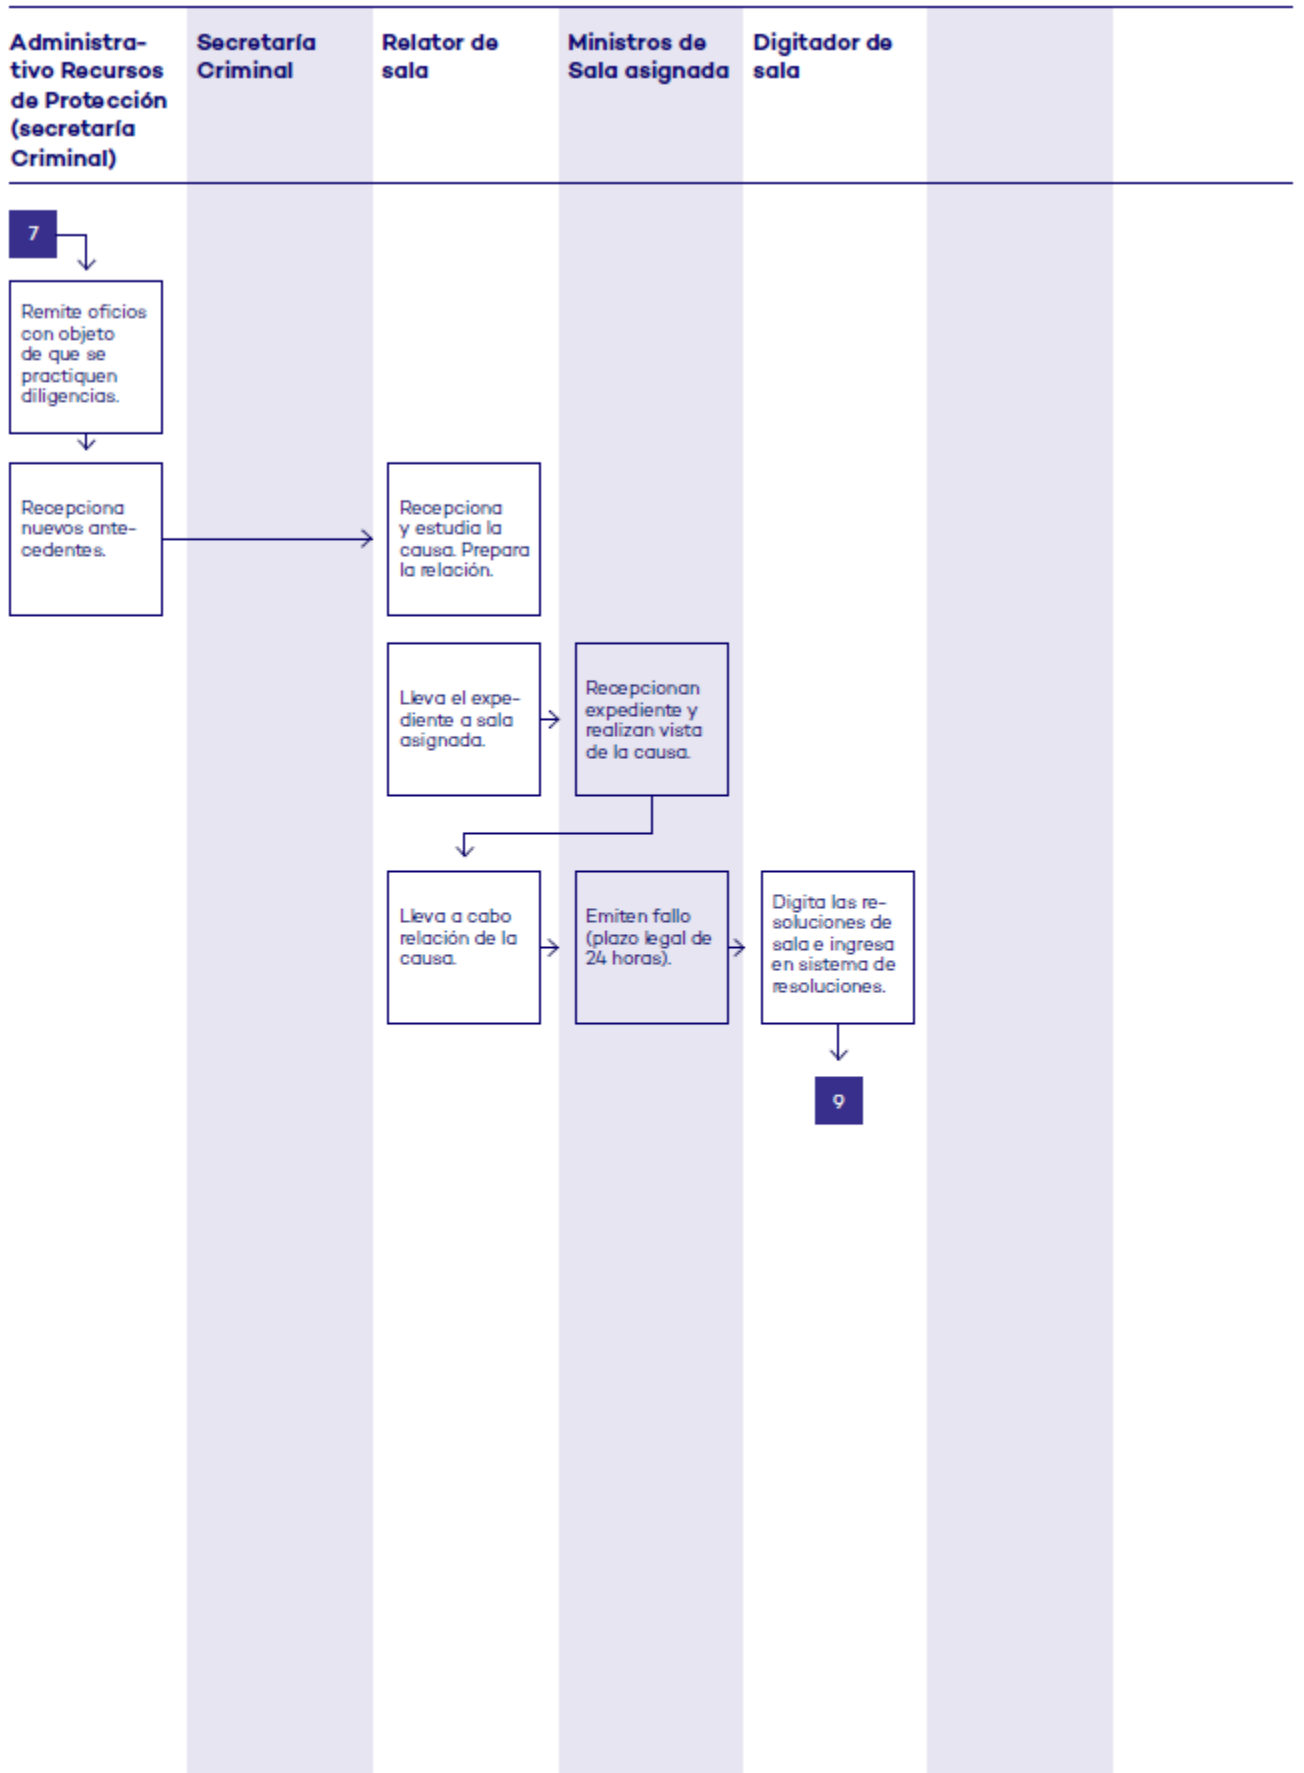 Administra-
tivo Recursos
de Protección
(secretaría
Criminal)
Secretaría
Criminal
Relator de
sala
Ministros de
Sala asignada
Digitador de
sala
7
Remite oficios
con objeto
de que se
practiquen
diligencias.
Recepciona
nuevos ante-
cedentes.
Recepciona
y estudia la
causa. Prepara
la relación.
Lleva el expe-
diente a sala
asignada.
Recepcionan
expediente y
realizan vista
de la causa.
Lleva a cabo
relación de la
causa.
Emiten fallo
(plazo legal de
24 horas).
Digita las re-
soluciones de
sala e ingresa
en sistema de
resoluciones.
9